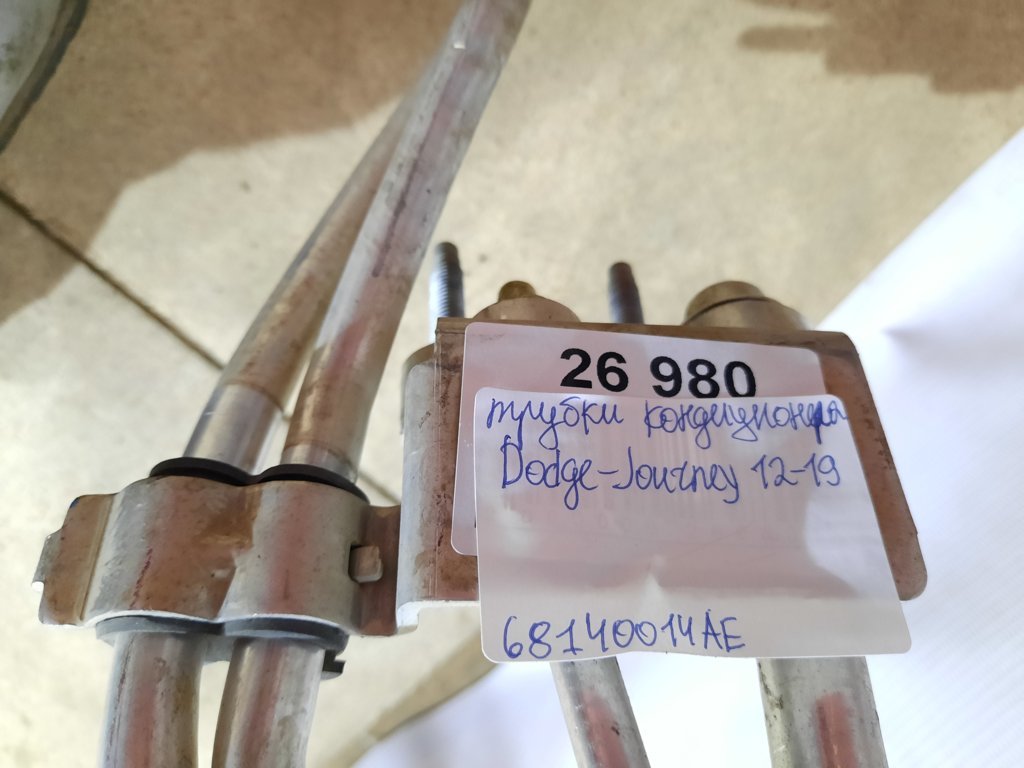 26 980
трубки кондиционера
Dodge-Journey 12-19
68140014AE